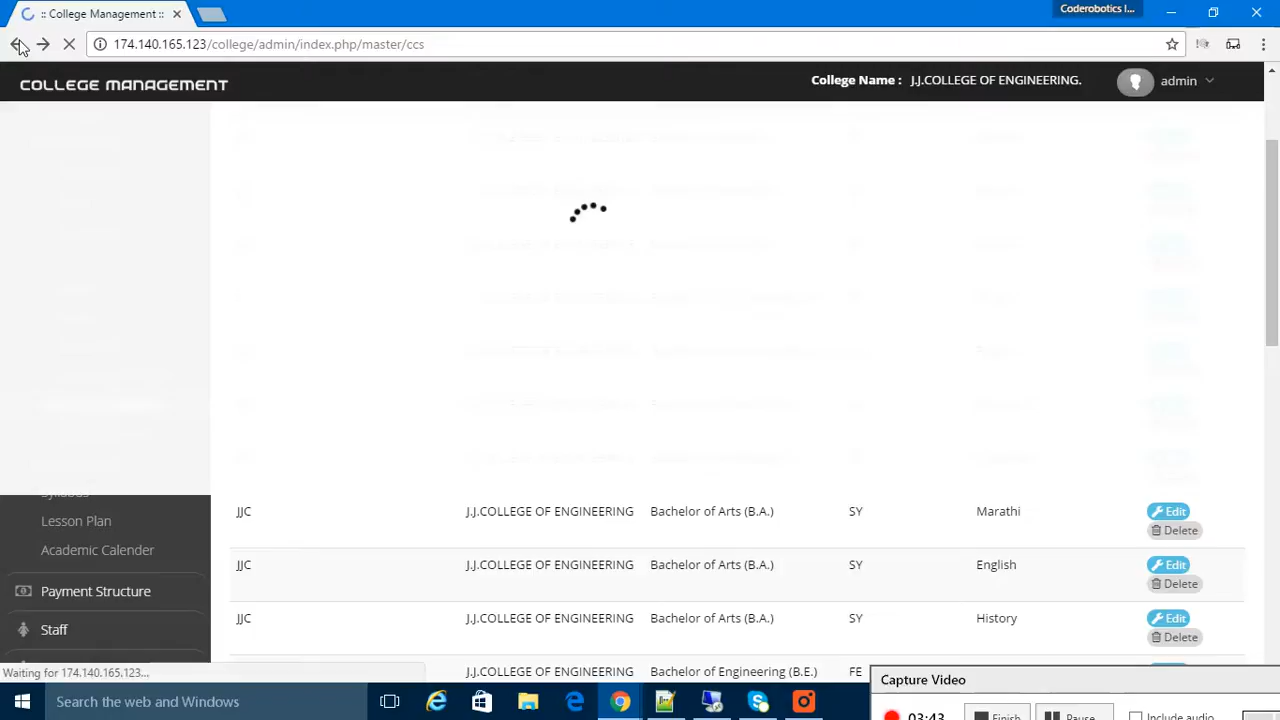 :: College Management ::
Coderobotics I...
174.140.165.123/college/admin/index.php/master/ccs
COLLEGE MANAGEMENT
College Name : J.J.COLLEGE OF ENGINEERING.
admin
Syllabus
JJC J.J.COLLEGE OF ENGINEERING Bachelor of Arts (B.A.) SY Marathi Edit
Delete
Lesson Plan
Academic Calender
JJC J.J.COLLEGE OF ENGINEERING Bachelor of Arts (B.A.) SY English Edit
Delete
Payment Structure
JJC J.J.COLLEGE OF ENGINEERING Bachelor of Arts (B.A.) SY History Edit
Delete
Staff
J.J.COLLEGE OF ENGINEERING Bachelor of Engineering (B.E.) FE
Waiting for 174.140.165.123...
Capture Video
Search the web and Windows
03:43 Finish Pause Include audio